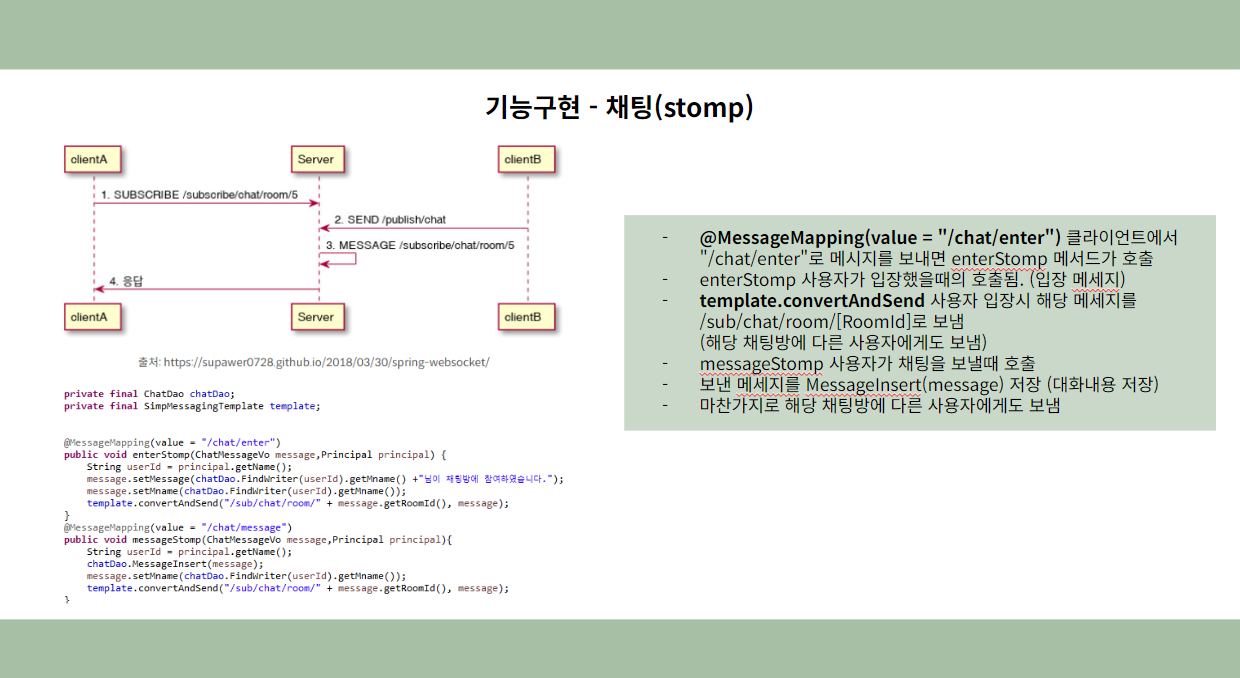 기능구현 - 채팅(stomp)
clientA
Server
clientB
1. SUBSCRIBE /subscribe/chat/room/5
2. SEND /publish/chat
3. MESSAGE /subscribe/chat/room/5
4. 응답
clientA
Server
clientB
출처: https://supawer0728.github.io/2018/03/30/spring-websocket/
private final ChatDao chatDao;
private final SimpMessagingTemplate template;
@MessageMapping(value = "/chat/enter")
public void enterStomp(ChatMessageVo message,Principal principal) {
String userId = principal.getName();
message.setMessage(chatDao.FindWriter(userId).getMname() +"님이 채팅방에 참여하였습니다.");
message.setMname(chatDao.FindWriter(userId).getMname());
template.convertAndSend("/sub/chat/room/" + message.getRoomId(), message);
}
@MessageMapping(value = "/chat/message")
public void messageStomp(ChatMessageVo message,Principal principal){
String userId = principal.getName();
chatDao.MessageInsert(message);
message.setMname(chatDao.FindWriter(userId).getMname());
template.convertAndSend("/sub/chat/room/" + message.getRoomId(), message);
}
- @MessageMapping(value = "/chat/enter") 클라이언트에서
"/chat/enter"로 메시지를 보내면 enterStomp 메서드가 호출
- enterStomp 사용자가 입장했을때의 호출됨. (입장 메세지)
- template.convertAndSend 사용자 입장시 해당 메세지를
/sub/chat/room/[RoomId]로 보냄
(해당 채팅방에 다른 사용자에게도 보냄)
- messageStomp 사용자가 채팅을 보낼때 호출
- 보낸 메세지를 MessageInsert(message) 저장 (대화내용 저장)
- 마찬가지로 해당 채팅방에 다른 사용자에게도 보냄